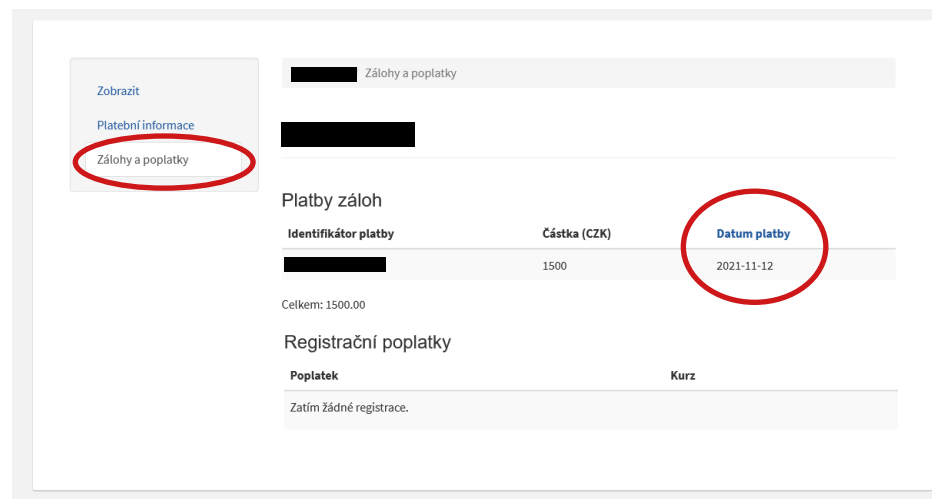 Zobrazit
Platební informace
Zálohy a poplatky
Zálohy a poplatky
Platby záloh
Identifikátor platby Částka (CZK) Datum platby
1500 2021-11-12
Celkem: 1500.00
Registrační poplatky
Poplatek Kurz
Zatím žádné registrace.